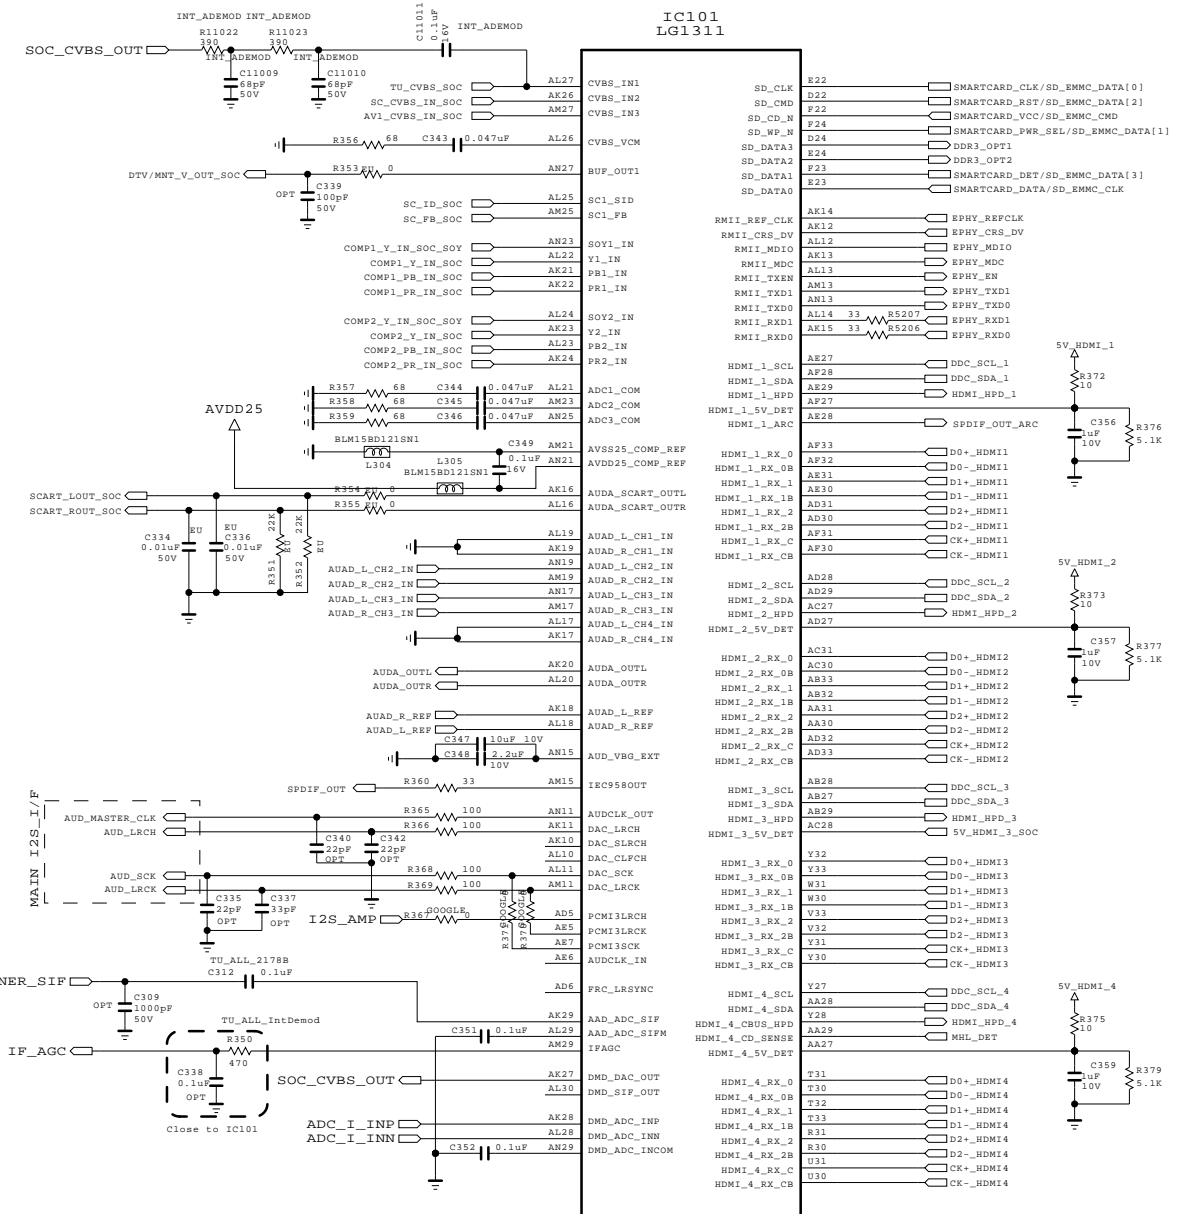 IC101
LG1311
INT_ADEMOD INT_ADEMOD
R11022 R11023
390 390
C11011
0.1uF
16V
INT_ADEMOD
SOC_CVBS_OUT
INT_ADEMOD INT_ADEMOD
C11009 C11010
68pF 68pF
50V 50V
TU_CVBS_SOC AL27 CVBS_IN1
SC_CVBS_IN_SOC AK26 CVBS_IN2
AV1_CVBS_IN_SOC AM27 CVBS_IN3
R356 68 C343 0.047uF AL26 CVBS_VCM
DTV/MNT_V_OUT_SOC R353 EU 0 AN27 BUF_OUT1
OPT C339
100pF
50V
SC_ID_SOC AL25 SC1_SID
SC_FB_SOC AM25 SC1_FB
COMP1_Y_IN_SOC_SOY AN23 SOY1_IN
COMP1_Y_IN_SOC AL22 Y1_IN
COMP1_PB_IN_SOC AK21 PB1_IN
COMP1_PR_IN_SOC AK22 PR1_IN
COMP2_Y_IN_SOC_SOY AL24 SOY2_IN
COMP2_Y_IN_SOC AK23 Y2_IN
COMP2_PB_IN_SOC AL23 PB2_IN
COMP2_PR_IN_SOC AK24 PR2_IN
R357 68 C344 0.047uF AL21 ADC1_COM
R358 68 C345 0.047uF AM23 ADC2_COM
R359 68 C346 0.047uF AN25 ADC3_COM
AVDD25
BLM15BD121SN1
L304
C349
0.1uF
16V
AM21 AVSS25_COMP_REF
L305
BLM15BD121SN1
AN21 AVDD25_COMP_REF
SCART_LOUT_SOC R354 EU 0 AK16 AUDA_SCART_OUTL
SCART_ROUT_SOC R355 EU 0 AL16 AUDA_SCART_OUTR
C334 EU
0.01uF
50V
EU
C336
0.01uF
50V
R351 EU 22K
R352 EU 22K
AL19 AUAD_L_CH1_IN
AK19 AUAD_R_CH1_IN
AUAD_L_CH2_IN AN19 AUAD_L_CH2_IN
AUAD_R_CH2_IN AM19 AUAD_R_CH2_IN
AUAD_L_CH3_IN AN17 AUAD_L_CH3_IN
AUAD_R_CH3_IN AM17 AUAD_R_CH3_IN
AL17 AUAD_L_CH4_IN
AK17 AUAD_R_CH4_IN
AUDA_OUTL AK20 AUDA_OUTL
AUDA_OUTR AL20 AUDA_OUTR
AUAD_R_REF AK18 AUAD_L_REF
AUAD_L_REF AL18 AUAD_R_REF
C347 10uF 10V
C348 2.2uF
10V
AN15 AUD_VBG_EXT
SPDIF_OUT R360 33 AM15 IEC958OUT
MAIN I2S_I/F
AUD_MASTER_CLK R365 100 AN11 AUDCLK_OUT
AUD_LRCH R366 100 AK11 DAC_LRCH
C340 C342
22pF 22pF
OPT OPT
AK10 DAC_SLRCH
AL10 DAC_CLFCH
AUD_SCK R368 100 AL11 DAC_SCK
AUD_LRCK R369 100 AM11 DAC_LRCK
C335 C337
22pF 33pF
OPT OPT
I2S_AMP R367 GOOGLE 0 AD5 PCMI3LRCH
AE5 PCMI3LRCK
AE7 PCMI3SCK
AE6 AUDCLK_IN
AD6 FRC_LRSYNC
NER_SIF
TU_ALL_2178B
C312 0.1uF
OPT C309
1000pF
50V
AK29 AAD_ADC_SIF
C351 0.1uF AL29 AAD_ADC_SIFM
AM29 IFAGC
TU_ALL_IntDemod
IF_AGC R350
470
C338
0.1uF
OPT
Close to IC101
SOC_CVBS_OUT AK27 DMD_DAC_OUT
AL30 DMD_SIF_OUT
ADC_I_INP AK28 DMD_ADC_INP
ADC_I_INN AL28 DMD_ADC_INN
C352 0.1uF AN29 DMD_ADC_INCOM
SD_CLK E22 SMARTCARD_CLK/SD_EMMC_DATA[0]
SD_CMD D22 SMARTCARD_RST/SD_EMMC_DATA[2]
SD_CD_N F22 SMARTCARD_VCC/SD_EMMC_CMD
SD_WP_N F24 SMARTCARD_PWR_SEL/SD_EMMC_DATA[1]
SD_DATA3 D24 DDR3_OPT1
SD_DATA2 E24 DDR3_OPT2
SD_DATA1 F23 SMARTCARD_DET/SD_EMMC_DATA[3]
SD_DATA0 E23 SMARTCARD_DATA/SD_EMMC_CLK
RMII_REF_CLK AK14 EPHY_REFCLK
RMII_CRS_DV AK12 EPHY_CRS_DV
RMII_MDIO AL12 EPHY_MDIO
RMII_MDC AK13 EPHY_MDC
RMII_TXEN AL13 EPHY_EN
RMII_TXD1 AM13 EPHY_TXD1
RMII_TXD0 AN13 EPHY_TXD0
RMII_RXD1 AL14 33 R5207 EPHY_RXD1
RMII_RXD0 AK15 33 R5206 EPHY_RXD0
HDMI_1_SCL AE27 DDC_SCL_1
HDMI_1_SDA AF28 DDC_SDA_1
HDMI_1_HPD AE29 HDMI_HPD_1
HDMI_1_5V_DET AF27
HDMI_1_ARC AE28 SPDIF_OUT_ARC
5V_HDMI_1
R372
10
C356
1uF
10V
R376
5.1K
HDMI_1_RX_0 AF33 D0+_HDMI1
HDMI_1_RX_0B AF32 D0-_HDMI1
HDMI_1_RX_1 AE31 D1+_HDMI1
HDMI_1_RX_1B AE30 D1-_HDMI1
HDMI_1_RX_2 AD31 D2+_HDMI1
HDMI_1_RX_2B AD30 D2-_HDMI1
HDMI_1_RX_C AF31 CK+_HDMI1
HDMI_1_RX_CB AF30 CK-_HDMI1
HDMI_2_SCL AD28 DDC_SCL_2
HDMI_2_SDA AD29 DDC_SDA_2
HDMI_2_HPD AC27 HDMI_HPD_2
HDMI_2_5V_DET AD27
5V_HDMI_2
R373
10
C357
1uF
10V
R377
5.1K
HDMI_2_RX_0 AC31 D0+_HDMI2
HDMI_2_RX_0B AC30 D0-_HDMI2
HDMI_2_RX_1 AB33 D1+_HDMI2
HDMI_2_RX_1B AB32 D1-_HDMI2
HDMI_2_RX_2 AA31 D2+_HDMI2
HDMI_2_RX_2B AA30 D2-_HDMI2
HDMI_2_RX_C AD32 CK+_HDMI2
HDMI_2_RX_CB AD33 CK-_HDMI2
HDMI_3_SCL AB28 DDC_SCL_3
HDMI_3_SDA AB27 DDC_SDA_3
HDMI_3_HPD AB29 HDMI_HPD_3
HDMI_3_5V_DET AC28 5V_HDMI_3_SOC
HDMI_3_RX_0 Y32 D0+_HDMI3
HDMI_3_RX_0B Y33 D0-_HDMI3
HDMI_3_RX_1 W31 D1+_HDMI3
HDMI_3_RX_1B W30 D1-_HDMI3
HDMI_3_RX_2 V33 D2+_HDMI3
HDMI_3_RX_2B V32 D2-_HDMI3
HDMI_3_RX_C Y31 CK+_HDMI3
HDMI_3_RX_CB Y30 CK-_HDMI3
HDMI_4_SCL Y27 DDC_SCL_4
HDMI_4_SDA AA28 DDC_SDA_4
HDMI_4_CBUS_HPD Y28 HDMI_HPD_4
HDMI_4_CD_SENSE AA29 MHL_DET
HDMI_4_5V_DET AA27
5V_HDMI_4
R375
10
C359
1uF
10V
R379
5.1K
HDMI_4_RX_0 T31 D0+_HDMI4
HDMI_4_RX_0B T30 D0-_HDMI4
HDMI_4_RX_1 T32 D1+_HDMI4
HDMI_4_RX_1B T33 D1-_HDMI4
HDMI_4_RX_2 R31 D2+_HDMI4
HDMI_4_RX_2B R30 D2-_HDMI4
HDMI_4_RX_C U31 CK+_HDMI4
HDMI_4_RX_CB U30 CK-_HDMI4